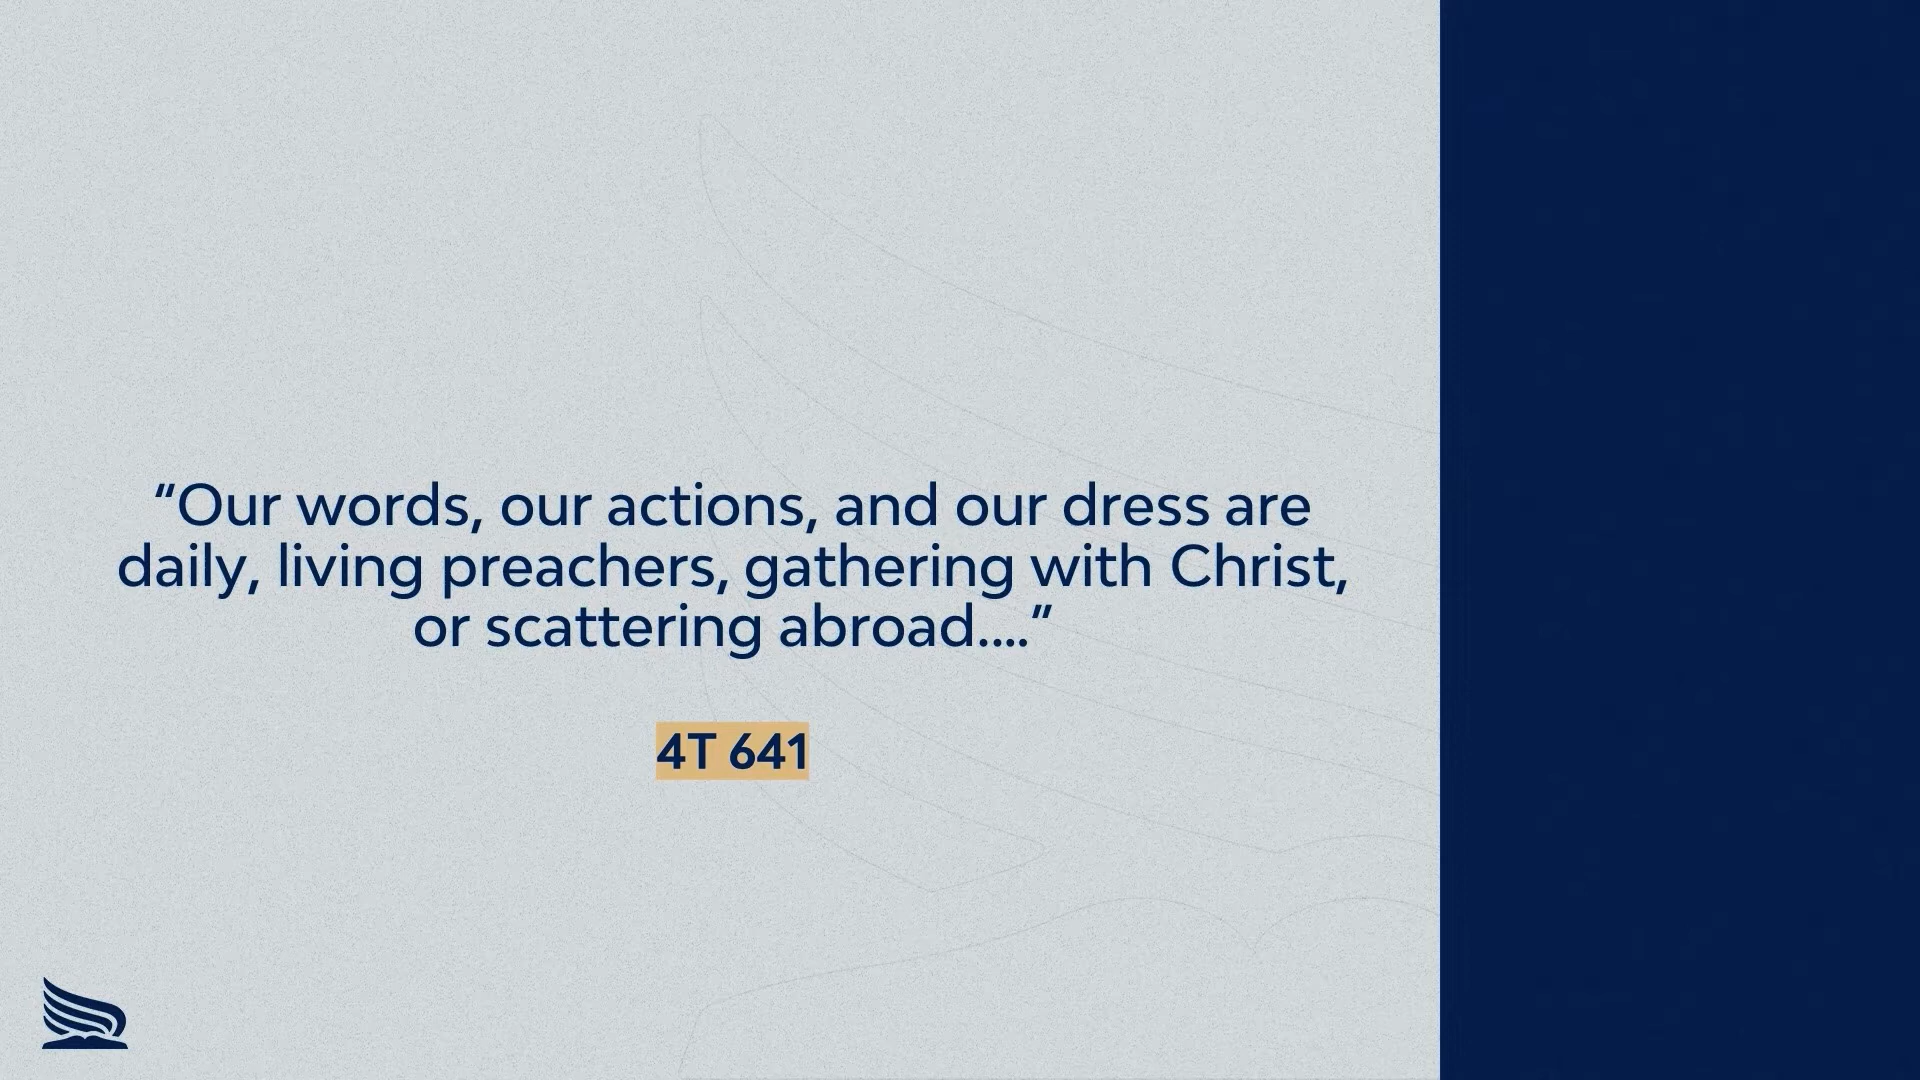 “Our words, our actions, and our dress are
daily, living preachers, gathering with Christ,
or scattering abroad....”
4T 641